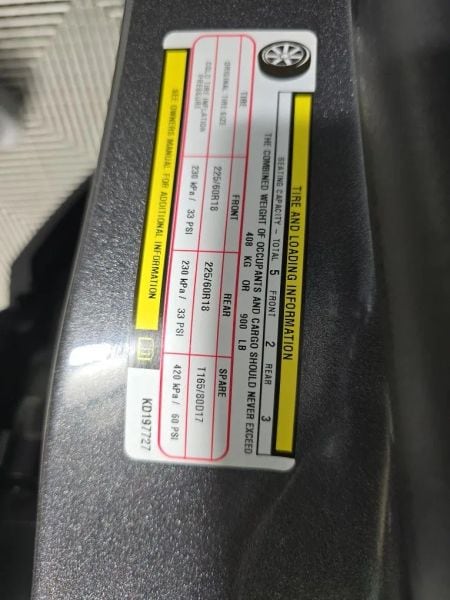 TIRE AND LOADING INFORMATION
SEATING CAPACITY – TOTAL 5 FRONT 2 REAR 3
THE COMBINED WEIGHT OF OCCUPANTS AND CARGO SHOULD NEVER EXCEED
408 KG OR 900 LB
TIRE FRONT REAR SPARE
ORIGINAL TIRE SIZE 225/60R18 225/60R18 T165/80D17
COLD TIRE INFLATION PRESSURE 230 kPa / 33 PSI 230 kPa / 33 PSI 420 kPa / 60 PSI
SEE OWNERS MANUAL FOR ADDITIONAL INFORMATION
KD197727